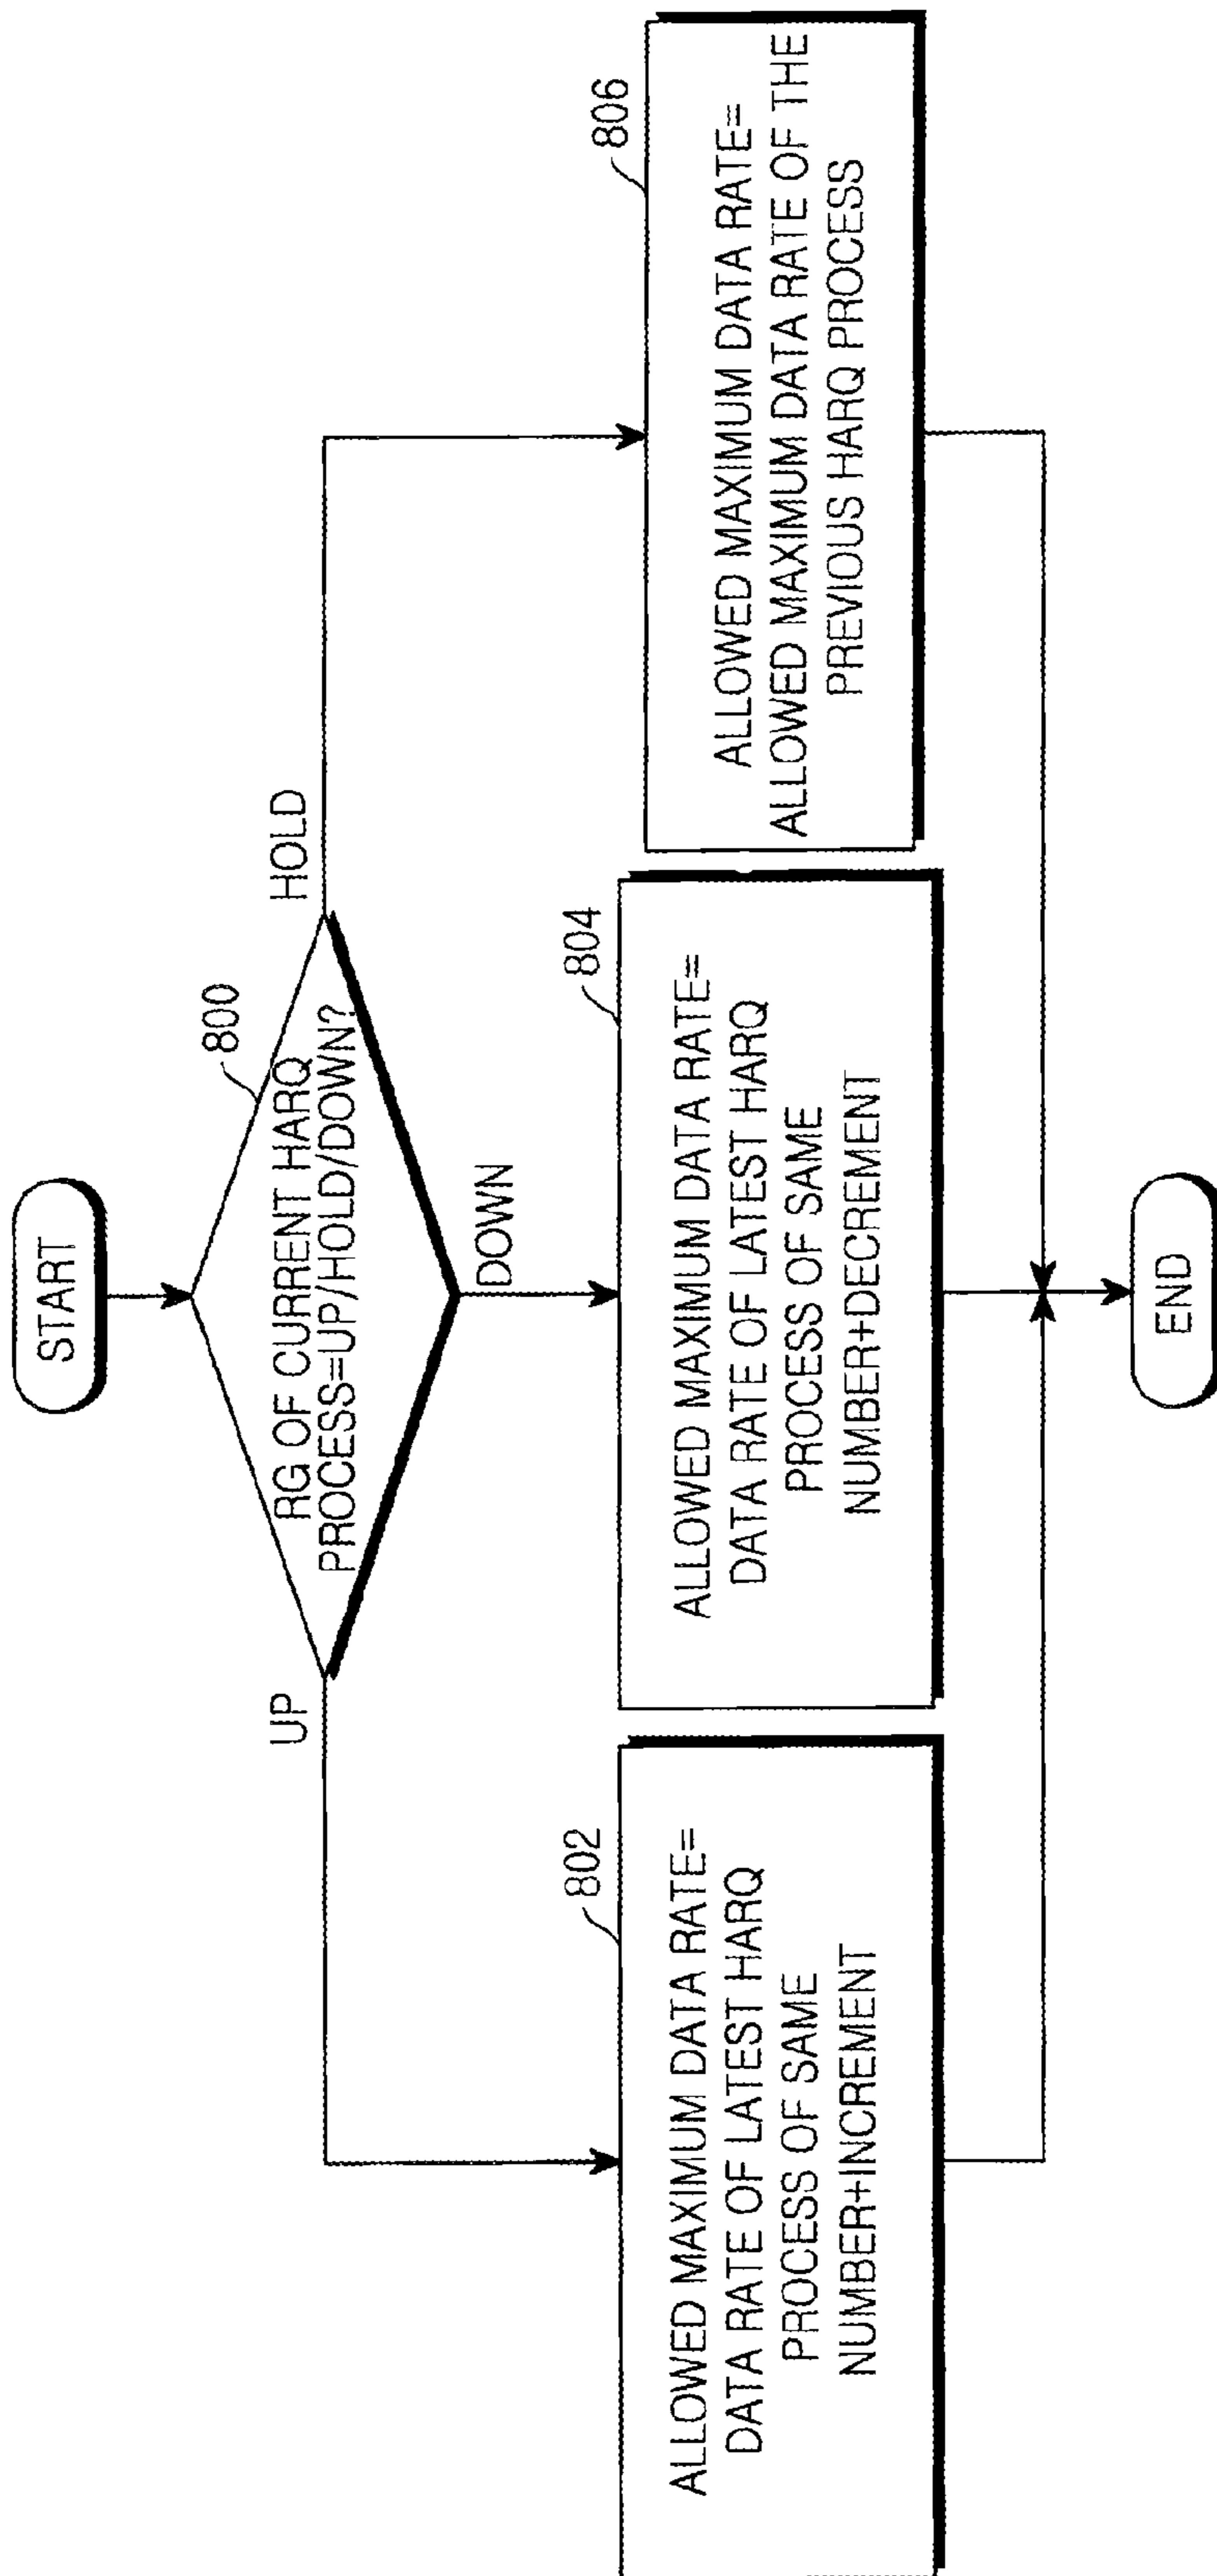 START
800
RG OF CURRENT HARQ
PROCESS=UP/HOLD/DOWN?
UP
HOLD
DOWN
802
ALLOWED MAXIMUM DATA RATE=
DATA RATE OF LATEST HARQ
PROCESS OF SAME
NUMBER+INCREMENT
804
ALLOWED MAXIMUM DATA RATE=
DATA RATE OF LATEST HARQ
PROCESS OF SAME
NUMBER+DECREMENT
806
ALLOWED MAXIMUM DATA RATE=
ALLOWED MAXIMUM DATA RATE OF THE
PREVIOUS HARQ PROCESS
END